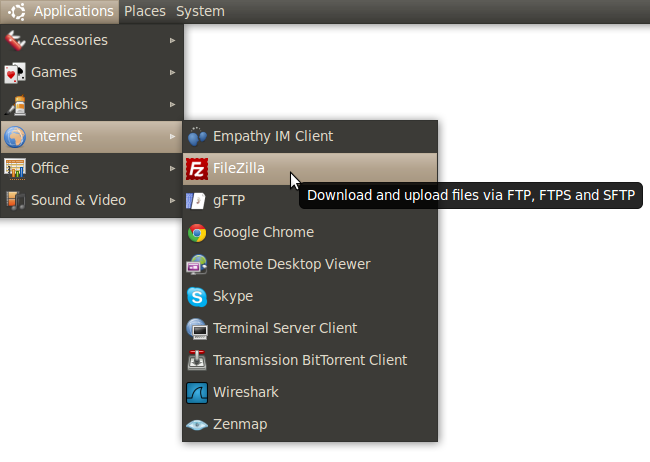 Applications Places System
Accessories
Games
Graphics
Internet
Office
Sound & Video
Empathy IM Client
FileZilla
Download and upload files via FTP, FTPS and SFTP
gFTP
Google Chrome
Remote Desktop Viewer
Skype
Terminal Server Client
Transmission BitTorrent Client
Wireshark
Zenmap